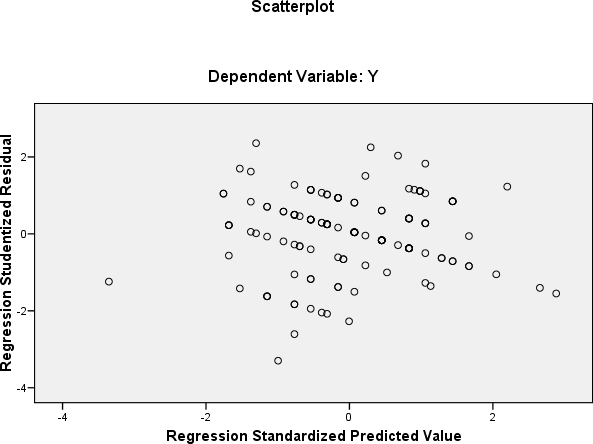 Scatterplot
Dependent Variable: Y
Regression Studentized Residual
2
0
-2
-4
-4
-2
0
2
Regression Standardized Predicted Value